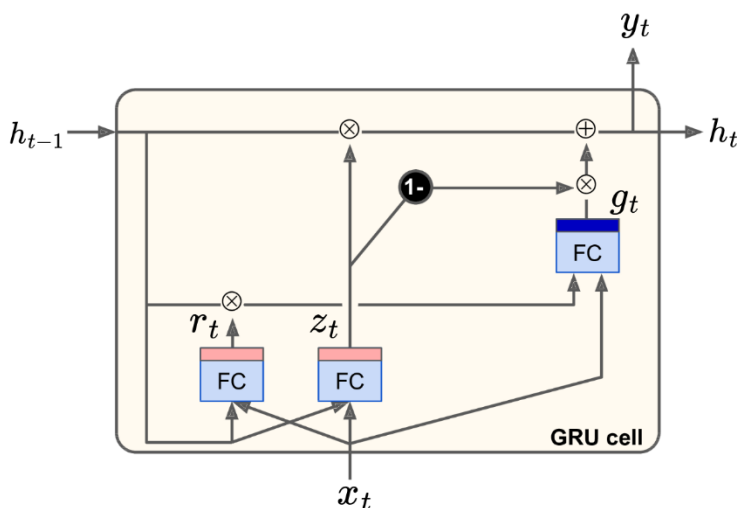 y_t
h_{t-1}
h_t
1-
g_t
FC
r_t
z_t
FC
FC
GRU cell
x_t